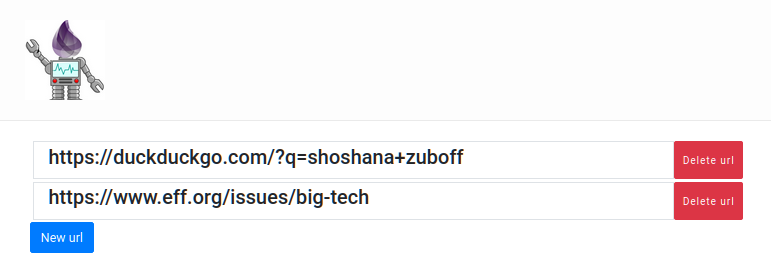 https://duckduckgo.com/?q=shoshana+zuboff
Delete url
https://www.eff.org/issues/big-tech
Delete url
New url